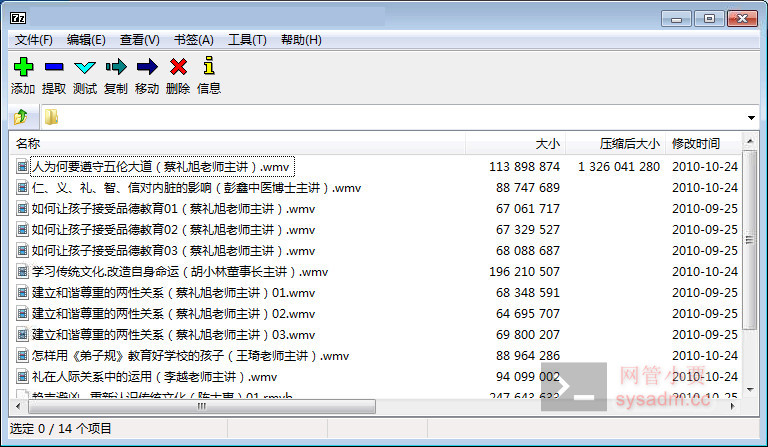 7z
文件(F) 编辑(E) 查看(V) 书签(A) 工具(T) 帮助(H)
添加 提取 测试 复制 移动 删除 信息
名称 大小 压缩后大小 修改时间
人为何要遵守五伦大道（蔡礼旭老师主讲）.wmv 113 898 874 1 326 041 280 2010-10-24
仁、义、礼、智、信对内脏的影响（彭鑫中医博士主讲）.wmv 88 747 689 2010-10-24
如何让孩子接受品德教育01（蔡礼旭老师主讲）.wmv 67 061 717 2010-09-25
如何让孩子接受品德教育02（蔡礼旭老师主讲）.wmv 67 329 527 2010-09-25
如何让孩子接受品德教育03（蔡礼旭老师主讲）.wmv 68 088 687 2010-09-25
学习传统文化.改造自身命运（胡小林董事长主讲）.wmv 196 210 507 2010-10-24
建立和谐尊重的两性关系（蔡礼旭老师主讲）01.wmv 68 348 591 2010-09-25
建立和谐尊重的两性关系（蔡礼旭老师主讲）02.wmv 64 695 707 2010-09-25
建立和谐尊重的两性关系（蔡礼旭老师主讲）03.wmv 69 800 207 2010-09-25
怎样用《弟子规》教育好学校的孩子（王琦老师主讲）.wmv 88 964 286 2010-10-24
礼在人际关系中的运用（李越老师主讲）.wmv 94 099 002 2010-10-24
247 643 633 2010-10-24
网管小贾
sysadm.cc
选定 0 / 14 个项目